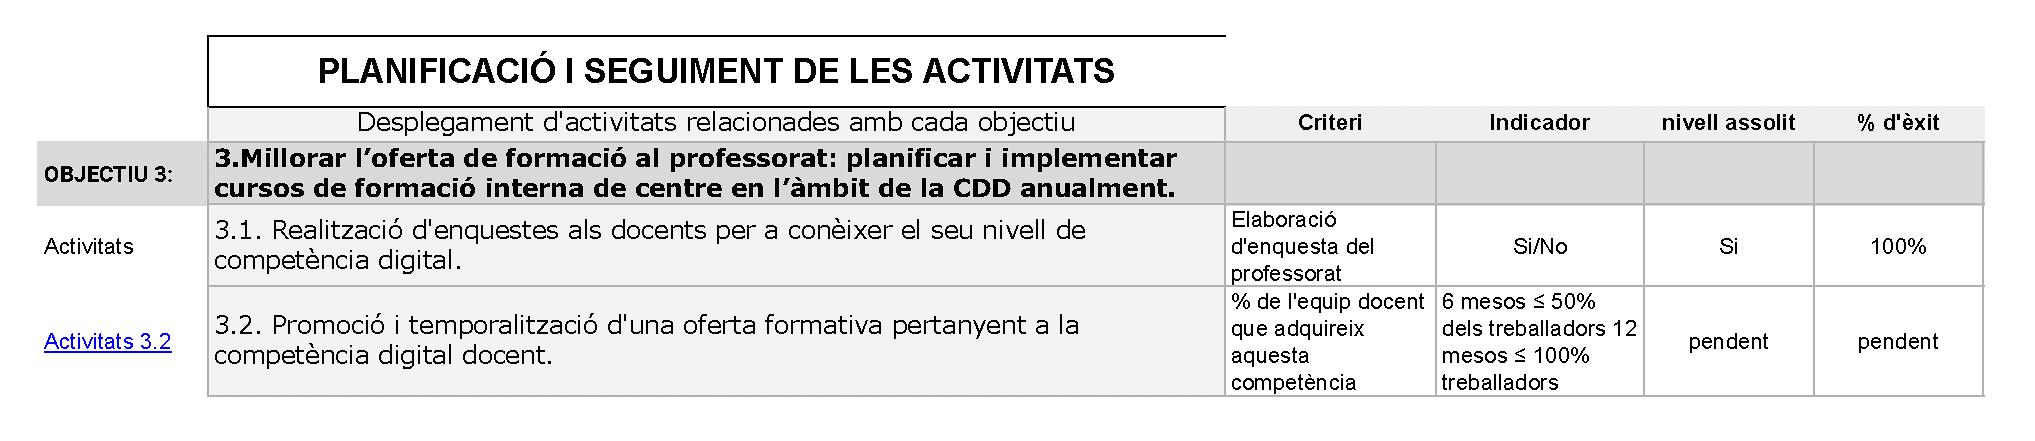 PLANIFICACIÓ I SEGUIMENT DE LES ACTIVITATS
Desplegament d'activitats relacionades amb cada objectiu
Criteri
Indicador
nivell assolit
% d'èxit
OBJECTIU 3:
3.Millorar l’oferta de formació al professorat: planificar i implementar
cursos de formació interna de centre en l’àmbit de la CDD anualment.
Activitats
3.1. Realització d'enquestes als docents per a conèixer el seu nivell de
competència digital.
Elaboració
d'enquesta del
professorat
Si/No
Si
100%
Activitats 3.2
3.2. Promoció i temporalització d'una oferta formativa pertanyent a la
competència digital docent.
% de l'equip docent
que adquireix
aquesta
competència
6 mesos ≤ 50%
dels treballadors 12
mesos ≤ 100%
treballadors
pendent
pendent